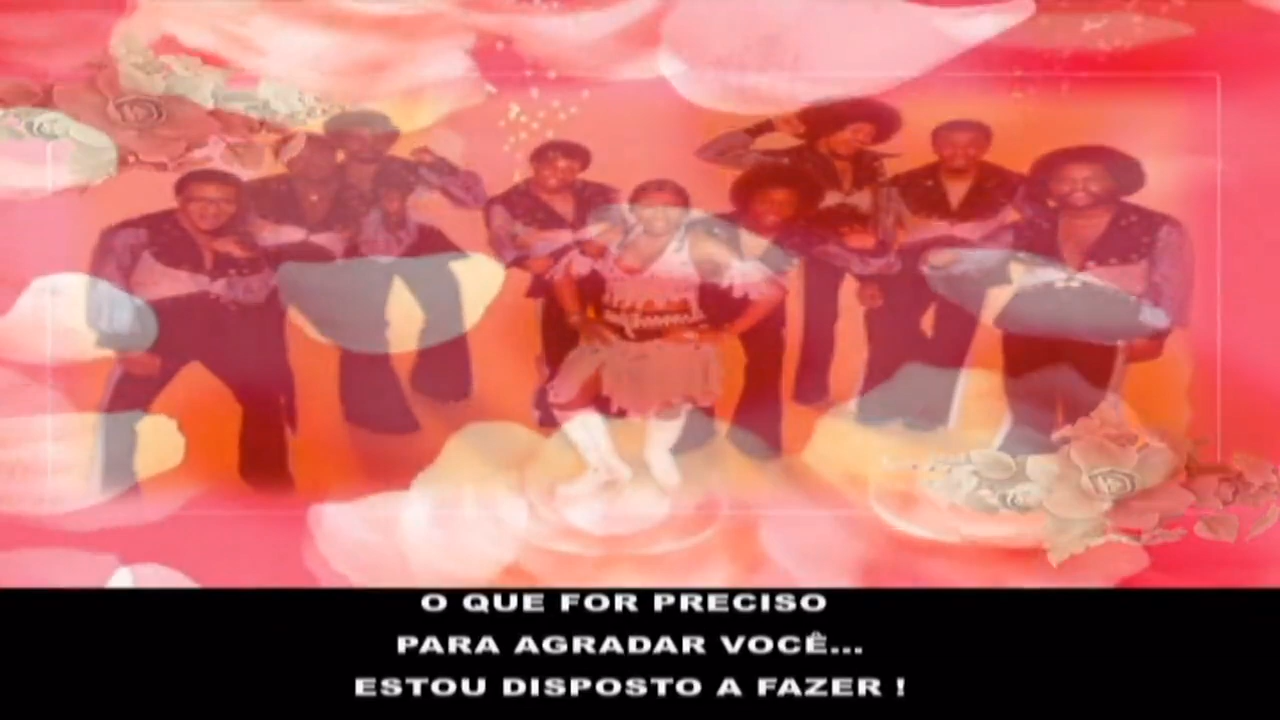 O QUE FOR PRECISO
PARA AGRADAR VOCÊ...
ESTOU DISPOSTO A FAZER !